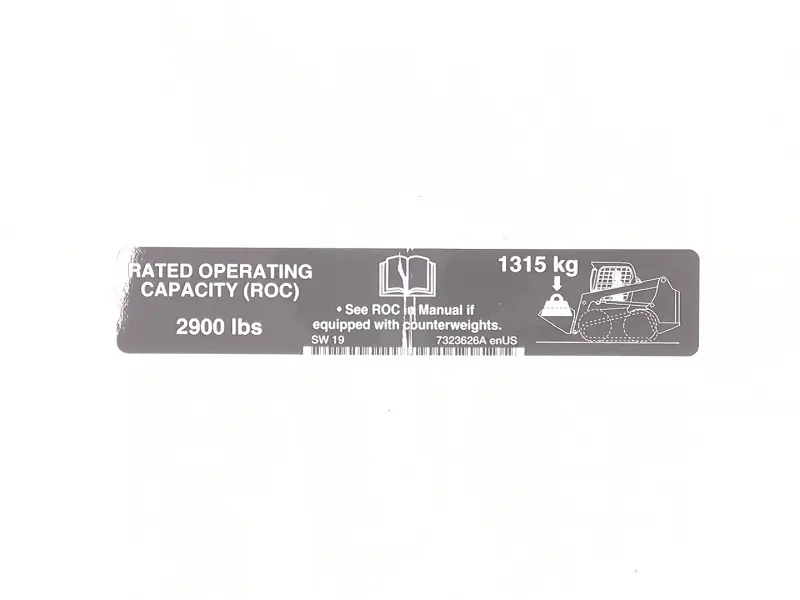 RATED OPERATING
CAPACITY (ROC)
2900 lbs
• See ROC in Manual if
equipped with counterweights.
SW 19
7323626A enUS
1315 kg